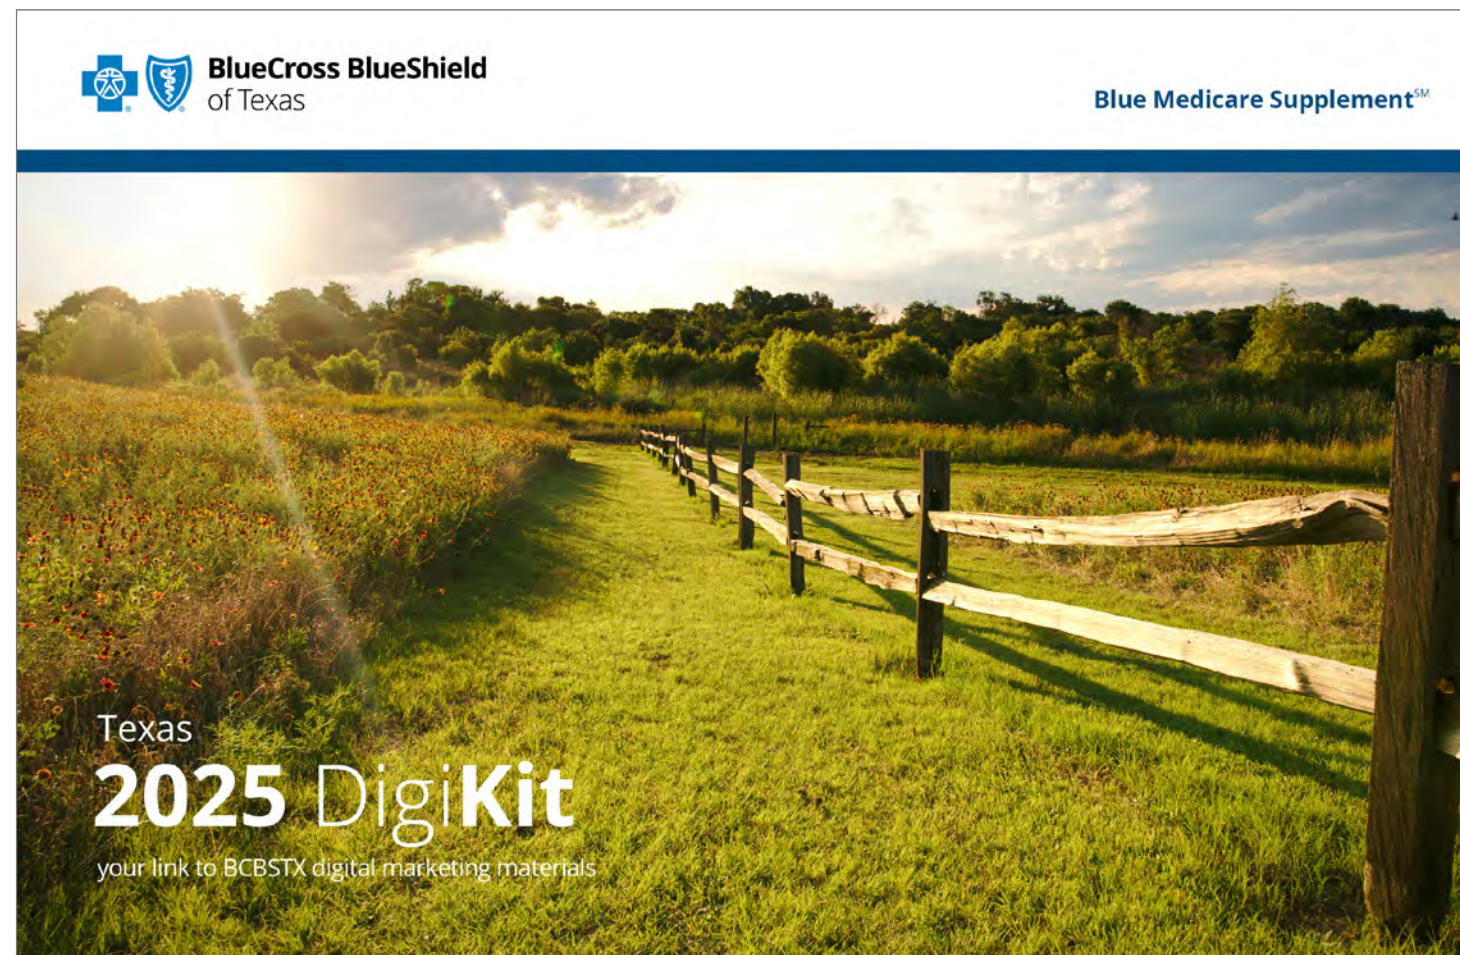 BlueCross BlueShield
of Texas
Blue Medicare Supplement℠
Texas
2025 DigiKit
your link to BCBSTX digital marketing materials